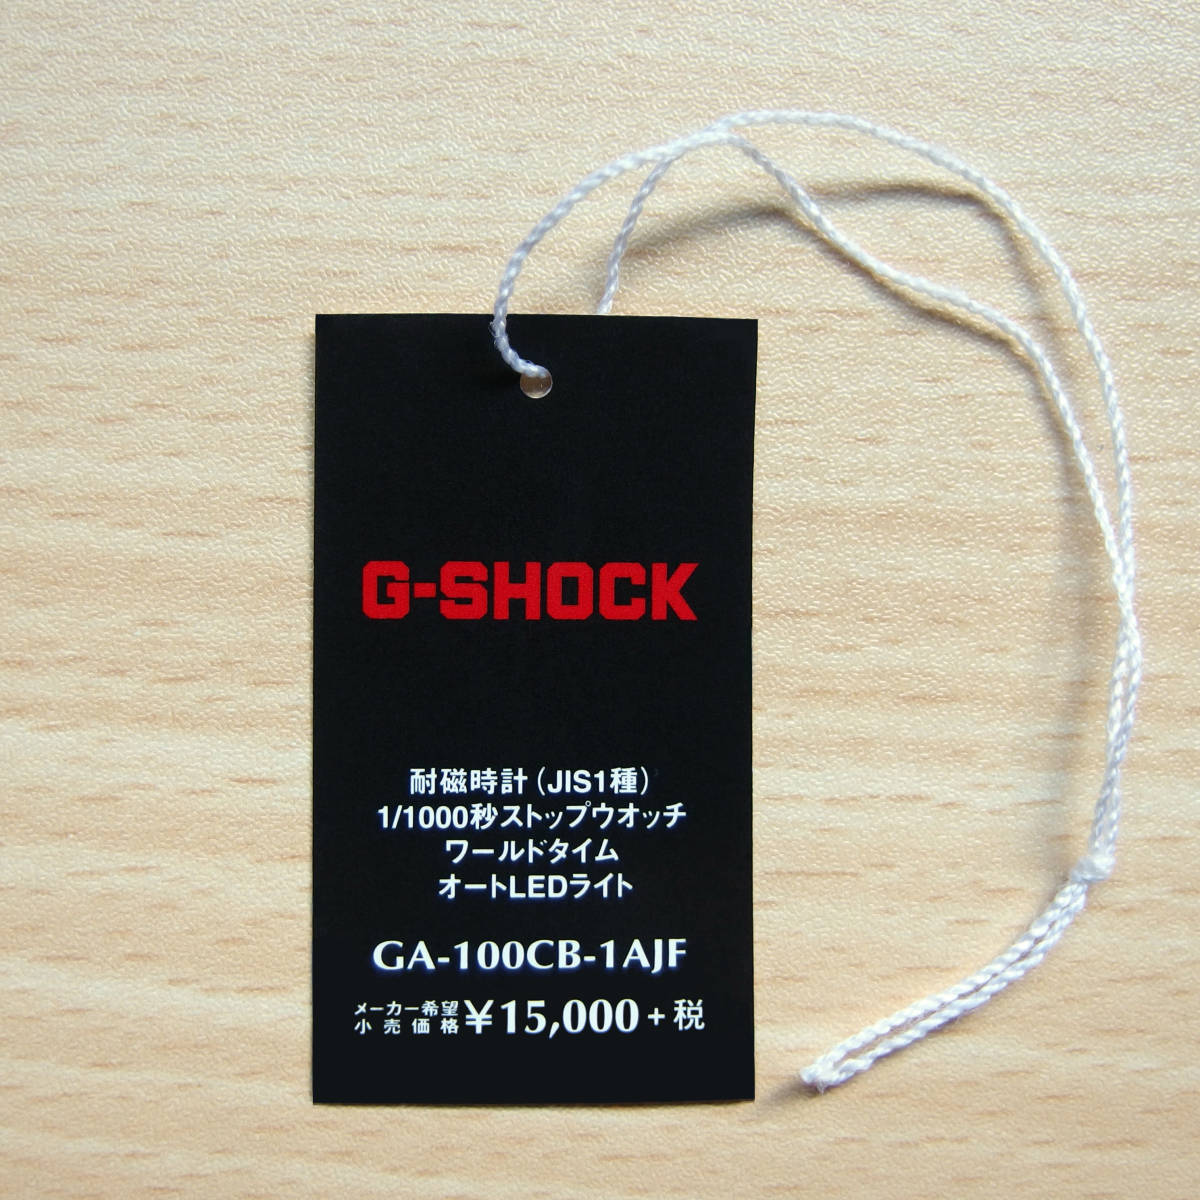 G-SHOCK
耐磁時計(JIS1種)
1/1000秒ストップウオッチ
ワールドタイム
オートLEDライト
GA-100CB-1AJF
メーカー希望小売価格 ¥15,000+税